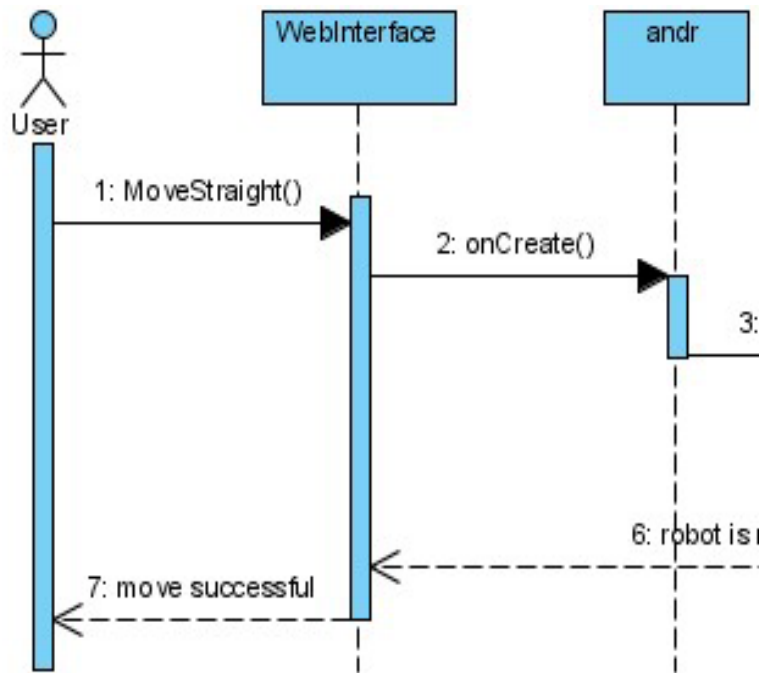 WebInterface
andr
User
1: MoveStraight()
2: onCreate()
3:
6: robot is
7: move successful